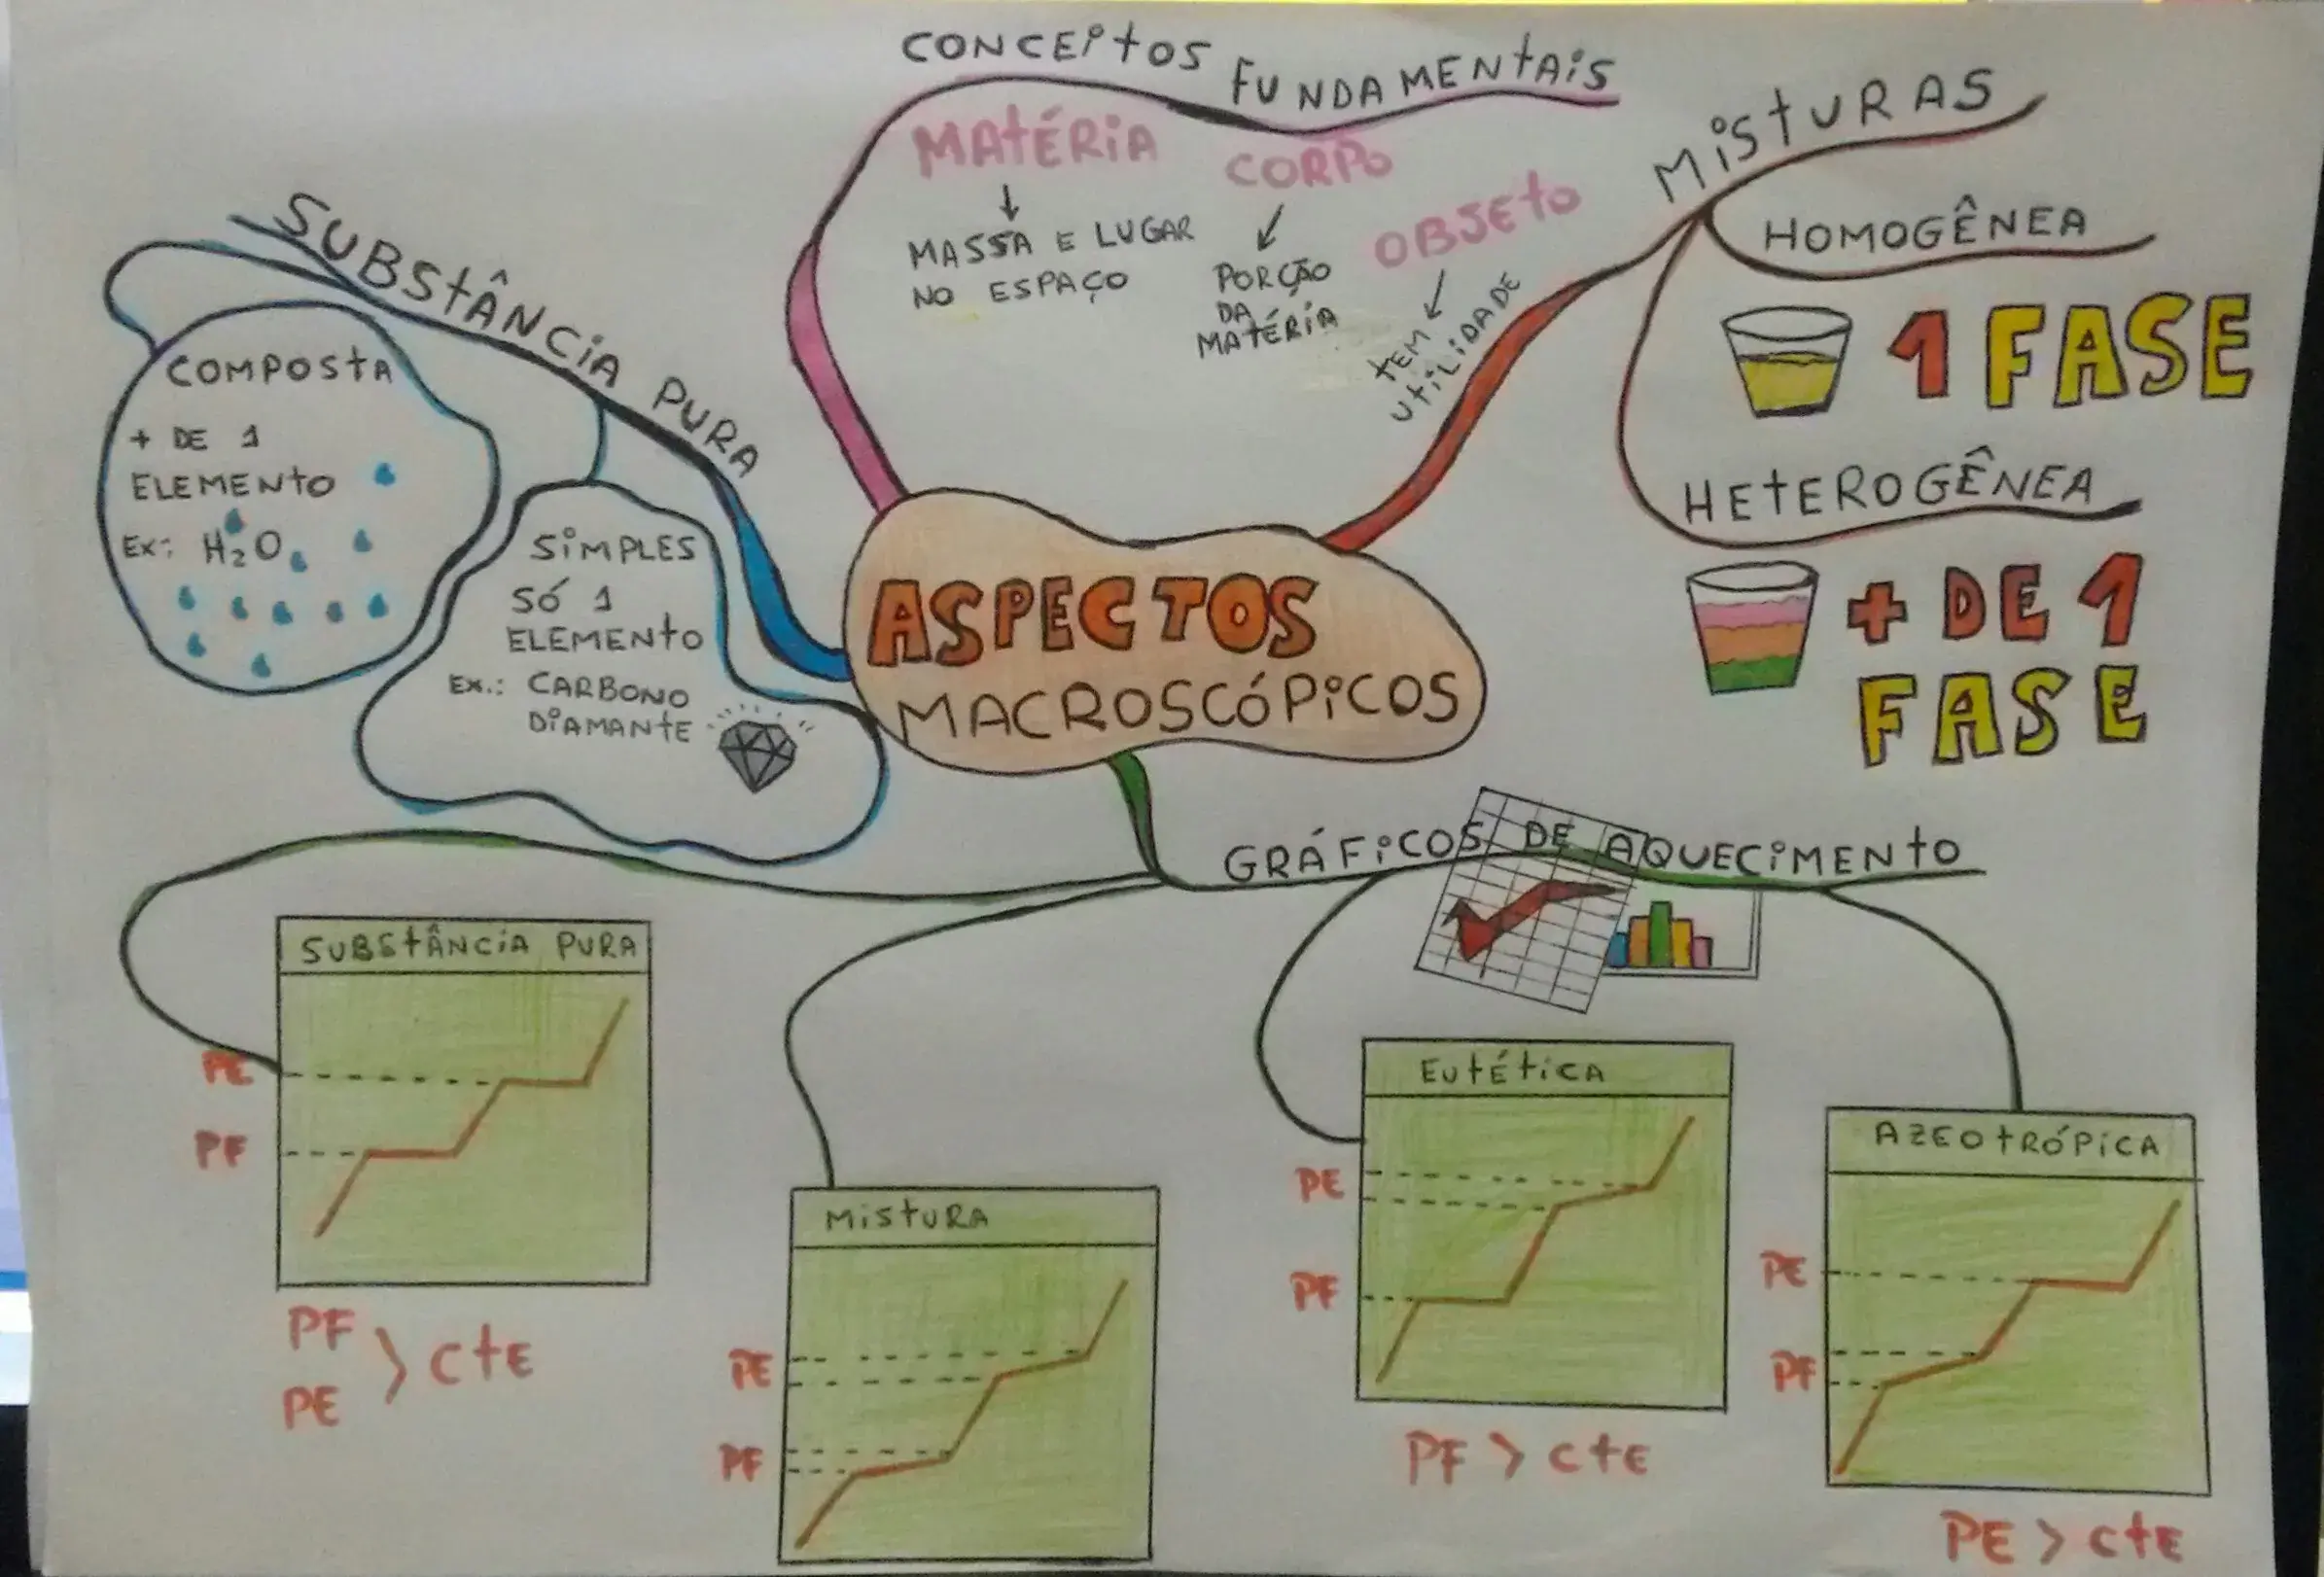 CONCEITOS FUNDAMENTAIS
MATÉRIA
MASSA E LUGAR
NO ESPAÇO
CORPO
PORÇÃO
DA
MATÉRIA
OBJETO
TEM
UTILIDADE
MISTURAS
HOMOGÊNEA
1 FASE
HETEROGÊNEA
+ DE 1
FASE
SUBSTÂNCIA PURA
COMPOSTA
+ DE 1
ELEMENTO
EX: H₂O
SIMPLES
SÓ 1
ELEMENTO
EX.: CARBONO
DIAMANTE
ASPECTOS
MACROSCÓPICOS
GRÁFICOS DE AQUECIMENTO
SUBSTÂNCIA PURA
PE
PF
PF
PE
> CTE
MISTURA
PE
PF
EUTÉTICA
PE
PF
PF > CTE
AZEOTRÓPICA
PE
PF
PE > CTE